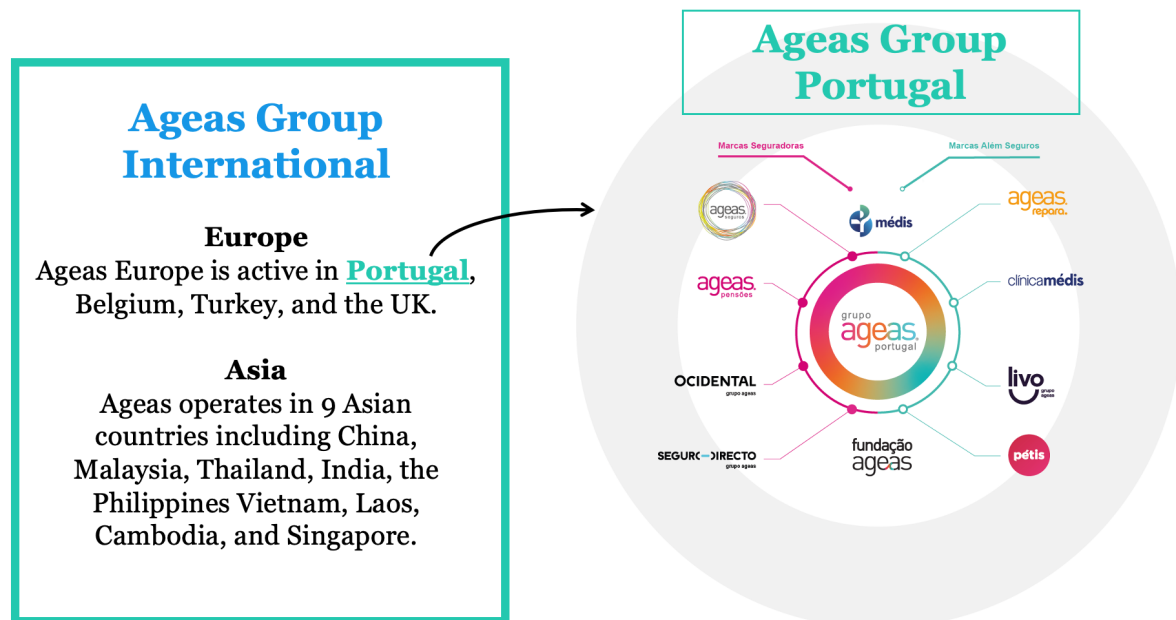 Ageas Group
International
Europe
Ageas Europe is active in Portugal,
Belgium, Turkey, and the UK.
Asia
Ageas operates in 9 Asian
countries including China,
Malaysia, Thailand, India, the
Philippines Vietnam, Laos,
Cambodia, and Singapore.
Ageas Group
Portugal
Marcas Seguradoras
Marcas Além Seguros
ageas.
seguros
médis
ageas.
repara.
ageas.
pensões
clínicamédis
grupo
ageas.
portugal
OCIDENTAL
grupo ageas
livo
grupo
ageas
SEGURO DIRECTO
grupo ageas
fundação
ageas
pétis